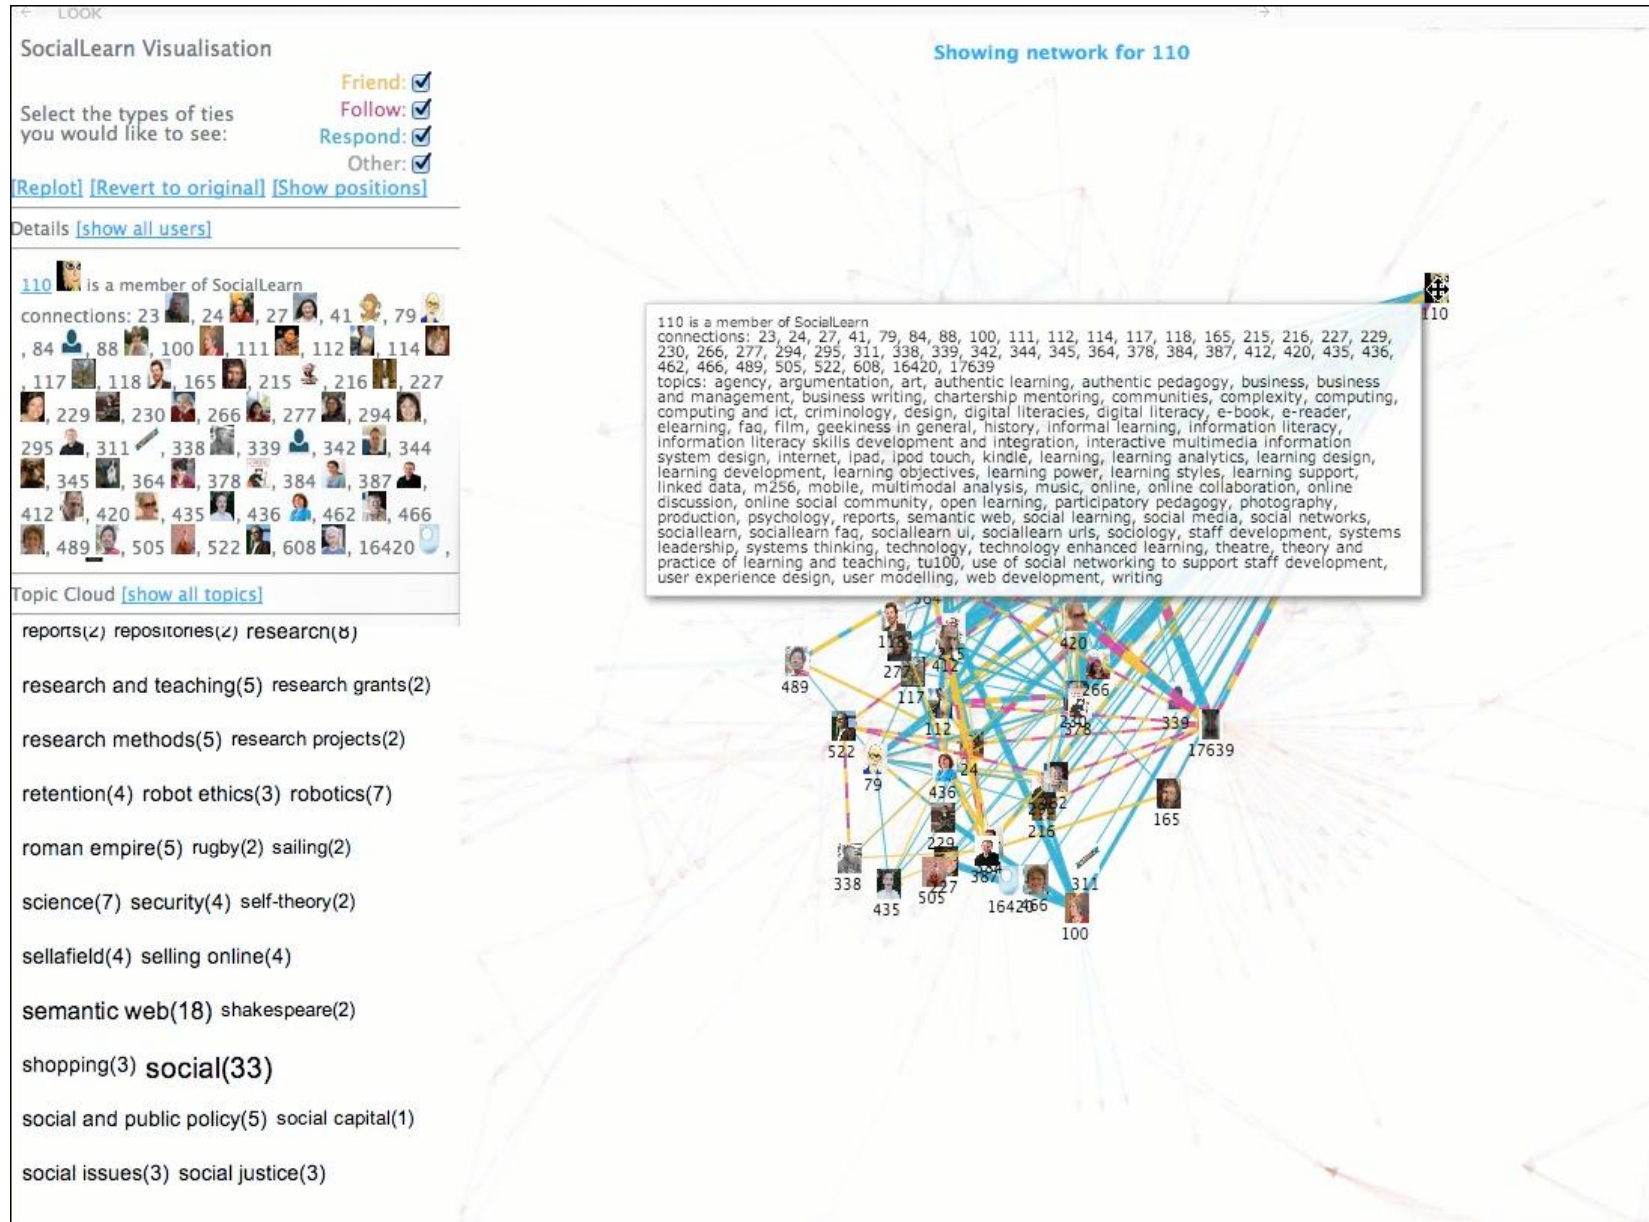 LOOK
SocialLearn Visualisation
Friend:
Follow:
Select the types of ties
you would like to see:
Respond:
Other:
[Replot] [Revert to original] [Show positions]
Details [show all users]
110 is a member of SocialLearn
connections: 23 , 24 , 27 , 41 , 79
, 84 , 88 , 100 , 111 , 112 , 114
, 117 , 118 , 165 , 215 , 216 , 227
, 229 , 230 , 266 , 277 , 294 ,
295 , 311 , 338 , 339 , 342 , 344
, 345 , 364 , 378 , 384 , 387 ,
412 , 420 , 435 , 436 , 462 , 466
, 489 , 505 , 522 , 608 , 16420 ,
Topic Cloud [show all topics]
reports(2) repositories(2) research(8)
research and teaching(5) research grants(2)
research methods(5) research projects(2)
retention(4) robot ethics(3) robotics(7)
roman empire(5) rugby(2) sailing(2)
science(7) security(4) self-theory(2)
sellafield(4) selling online(4)
semantic web(18) shakespeare(2)
shopping(3) social(33)
social and public policy(5) social capital(1)
social issues(3) social justice(3)
Showing network for 110
110
110 is a member of SocialLearn
connections: 23, 24, 27, 41, 79, 84, 88, 100, 111, 112, 114, 117, 118, 165, 215, 216, 227, 229,
230, 266, 277, 294, 295, 311, 338, 339, 342, 344, 345, 364, 378, 384, 387, 412, 420, 435, 436,
462, 466, 489, 505, 522, 608, 16420, 17639
topics: agency, argumentation, art, authentic learning, authentic pedagogy, business, business
and management, business writing, chartership mentoring, communities, complexity, computing,
computing and ict, criminology, design, digital literacies, digital literacy, e-book, e-reader,
elearning, faq, film, geekiness in general, history, informal learning, information literacy,
information literacy skills development and integration, interactive multimedia information
system design, internet, ipad, ipod touch, kindle, learning, learning analytics, learning design,
learning development, learning objectives, learning power, learning styles, learning support,
linked data, m256, mobile, multimodal analysis, music, online, online collaboration, online
discussion, online social community, open learning, participatory pedagogy, photography,
production, psychology, reports, semantic web, social learning, social media, social networks,
sociallearn, sociallearn faq, sociallearn ui, sociallearn urls, sociology, staff development, systems
leadership, systems thinking, technology, technology enhanced learning, theatre, theory and
practice of learning and teaching, tu100, use of social networking to support staff development,
user experience design, user modelling, web development, writing
420
412
277
489
266
117
339
112
378
17639
522
24
79
436
165
216
229
338
387
311
505
435
16420
466
100